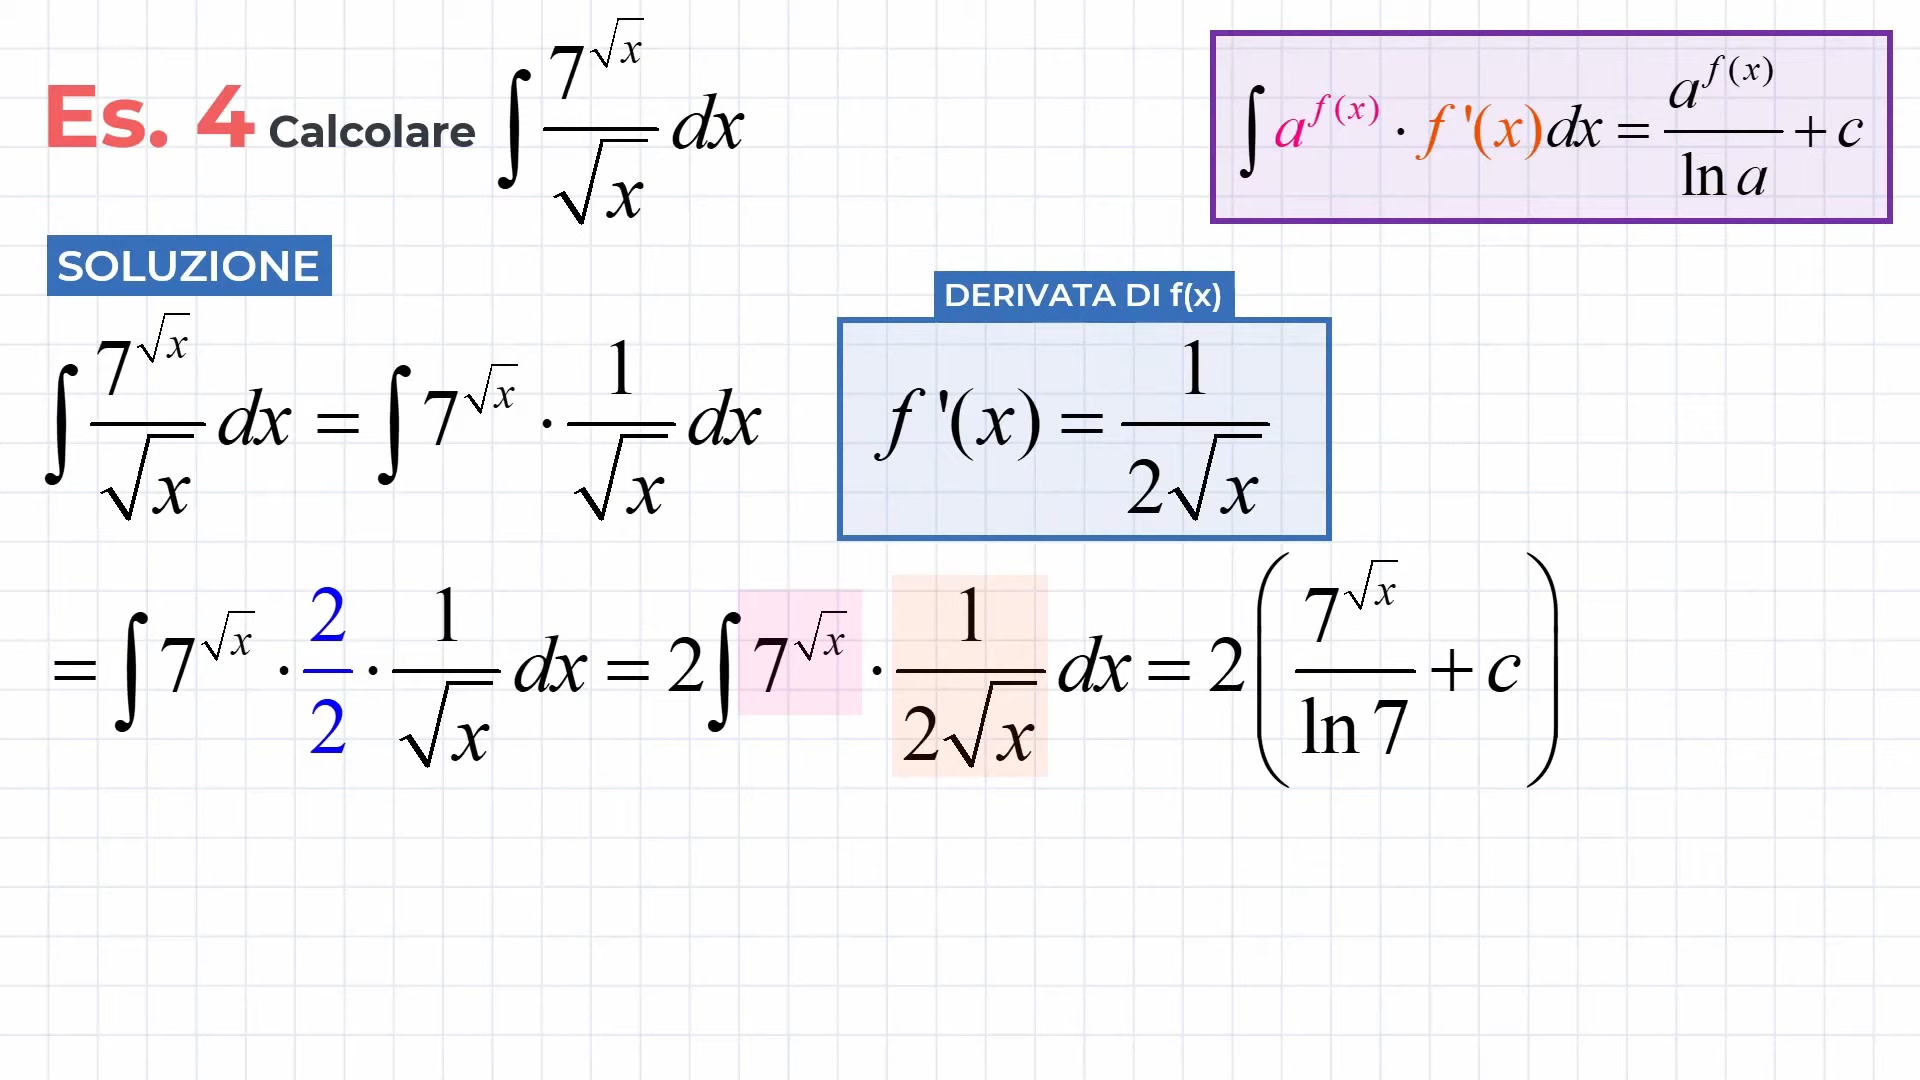 Es. 4 Calcolare ∫ 7^√x / √x dx
∫ a^f(x) · f'(x)dx = a^f(x) / ln a + c
SOLUZIONE
DERIVATA DI f(x)
∫ 7^√x / √x dx = ∫ 7^√x · 1 / √x dx
f'(x) = 1 / 2√x
= ∫ 7^√x · 2/2 · 1 / √x dx = 2∫ 7^√x · 1 / 2√x dx = 2( 7^√x / ln 7 + c )